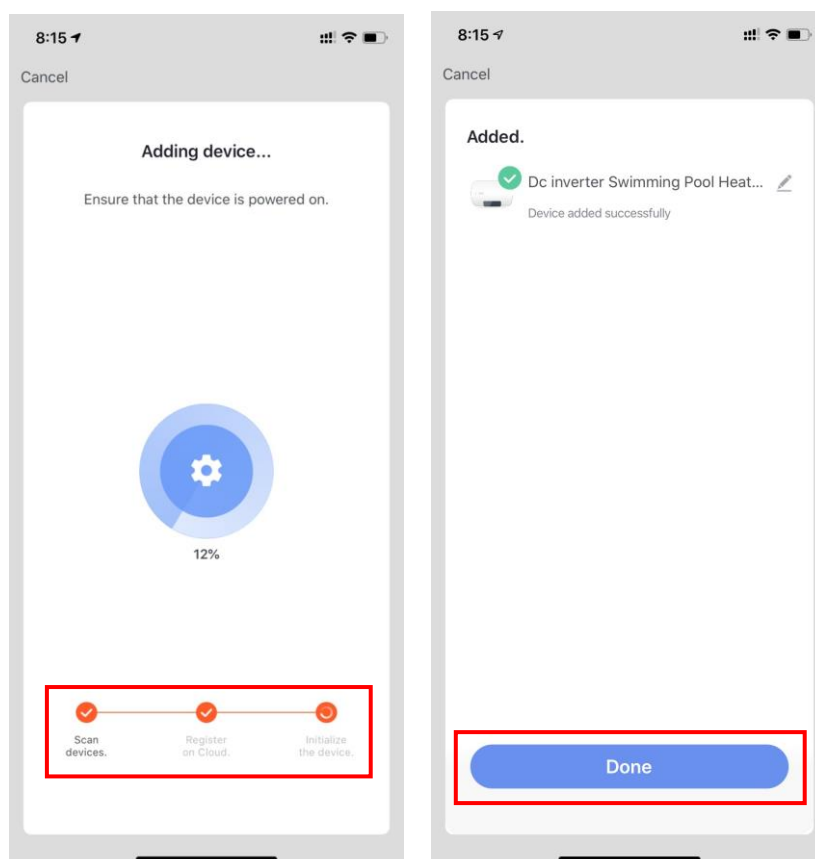 8:15
Cancel
Adding device...
Ensure that the device is powered on.
12%
Scan
devices.
Register
on Cloud.
Initialize
the device.
8:15
Cancel
Added.
Dc inverter Swimming Pool Heat...
Device added successfully
Done